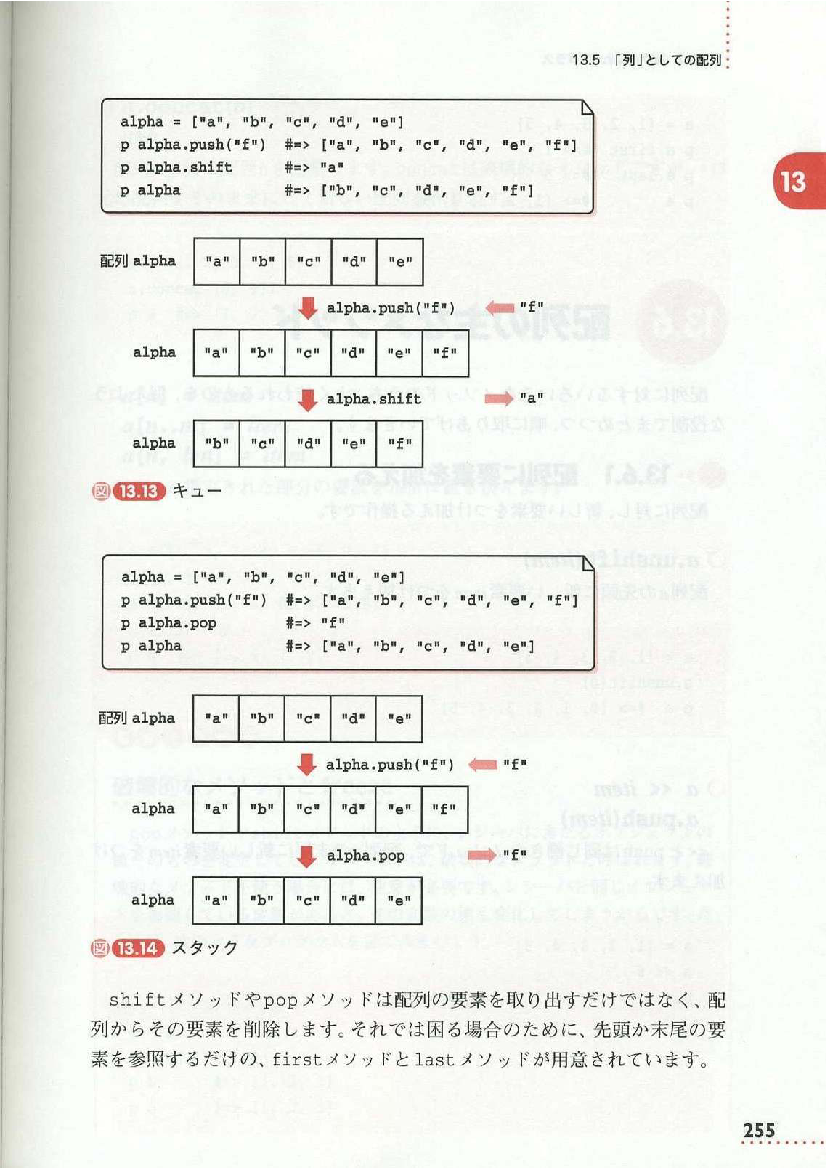 13.5 「列」としての配列
alpha = ["a", "b", "c", "d", "e"]
p alpha.push("f") #=> ["a", "b", "c", "d", "e", "f"]
p alpha.shift #=> "a"
p alpha #=> ["b", "c", "d", "e", "f"]
13
配列 alpha "a" "b" "c" "d" "e"
alpha.push("f") "f"
alpha "a" "b" "c" "d" "e" "f"
alpha.shift "a"
alpha "b" "c" "d" "e" "f"
図 13.13 キュー
alpha = ["a", "b", "c", "d", "e"]
p alpha.push("f") #=> ["a", "b", "c", "d", "e", "f"]
p alpha.pop #=> "f"
p alpha #=> ["a", "b", "c", "d", "e"]
配列 alpha "a" "b" "c" "d" "e"
alpha.push("f") "f"
alpha "a" "b" "c" "d" "e" "f"
alpha.pop "f"
alpha "a" "b" "c" "d" "e"
図 13.14 スタック
shiftメソッドやpopメソッドは配列の要素を取り出すだけではなく、配
列からその要素を削除します。それでは困る場合のために、先頭か末尾の要
素を参照するだけの、firstメソッドとlastメソッドが用意されています。
255